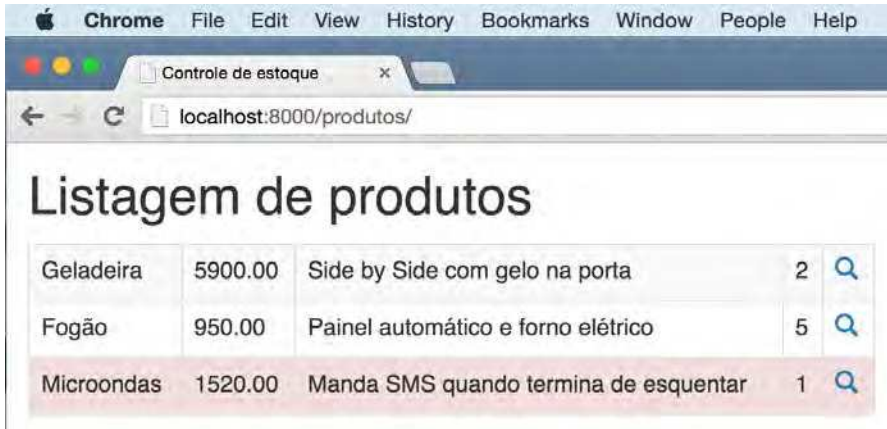 Chrome File Edit View History Bookmarks Window People Help
Controle de estoque ×
localhost:8000/produtos/
Listagem de produtos
Geladeira 5900.00 Side by Side com gelo na porta 2
Fogão 950.00 Painel automático e forno elétrico 5
Microondas 1520.00 Manda SMS quando termina de esquentar 1